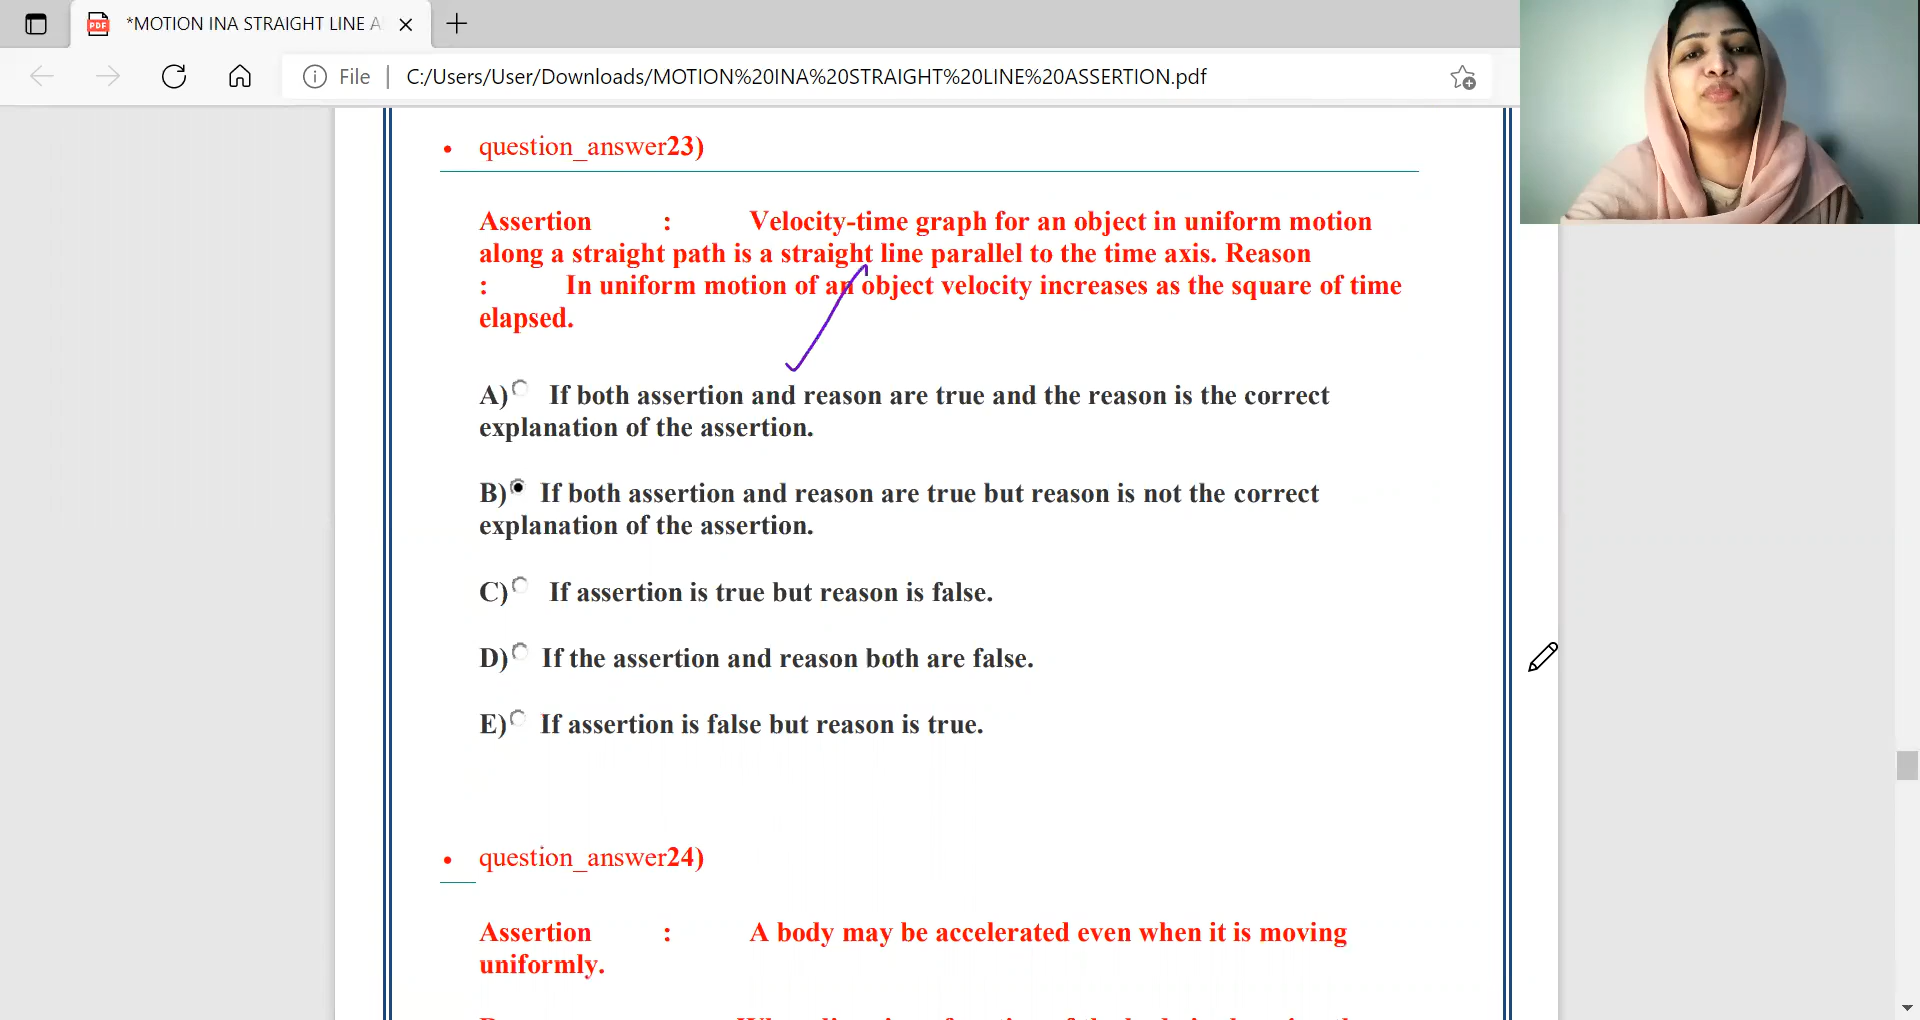 *MOTION INA STRAIGHT LINE A
File | C:/Users/User/Downloads/MOTION%20INA%20STRAIGHT%20LINE%20ASSERTION.pdf
• question_answer23)
Assertion : Velocity-time graph for an object in uniform motion
along a straight path is a straight line parallel to the time axis. Reason
: In uniform motion of an object velocity increases as the square of time
elapsed.
A) If both assertion and reason are true and the reason is the correct
explanation of the assertion.
B) If both assertion and reason are true but reason is not the correct
explanation of the assertion.
C) If assertion is true but reason is false.
D) If the assertion and reason both are false.
E) If assertion is false but reason is true.
• question_answer24)
Assertion : A body may be accelerated even when it is moving
uniformly.